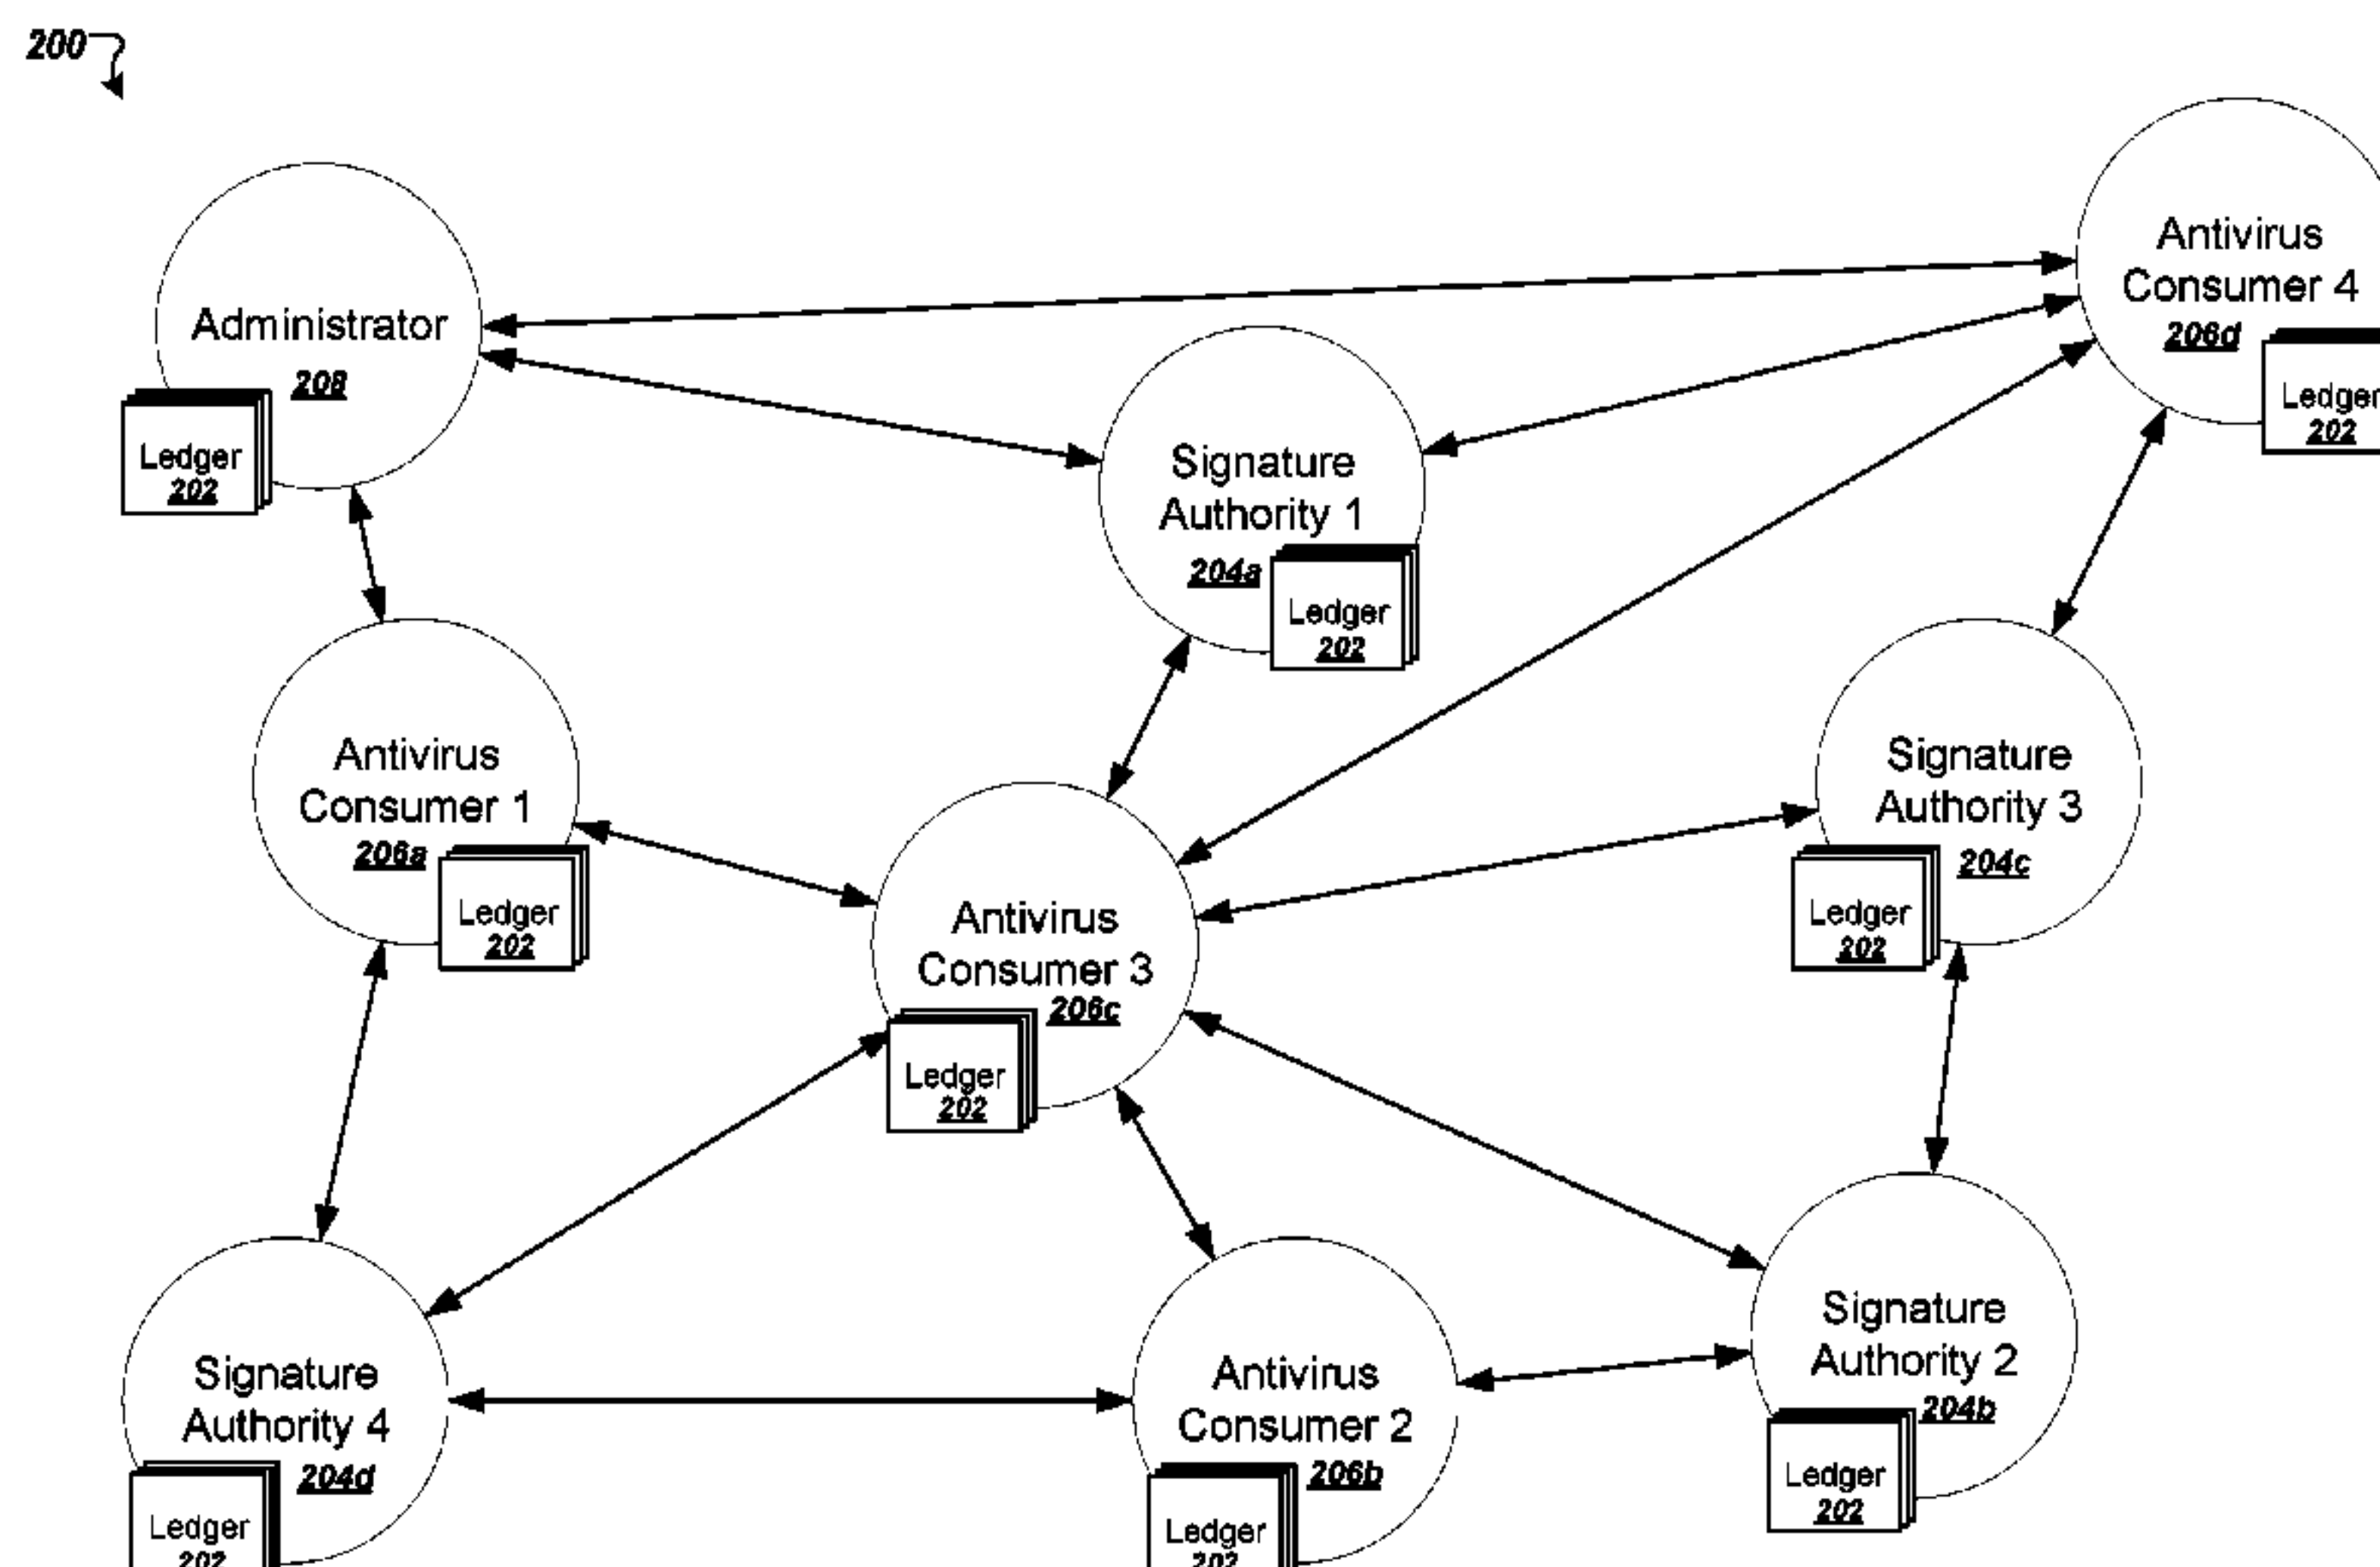 200
Antivirus
Consumer 4
206d
Ledger
202
Administrator
208
Ledger
202
Signature
Authority 1
204a
Ledger
202
Antivirus
Consumer 1
206a
Ledger
202
Signature
Authority 3
204c
Ledger
202
Antivirus
Consumer 3
206c
Ledger
202
Signature
Authority 2
204b
Ledger
202
Signature
Authority 4
204d
Ledger
202
Antivirus
Consumer 2
206b
Ledger
202